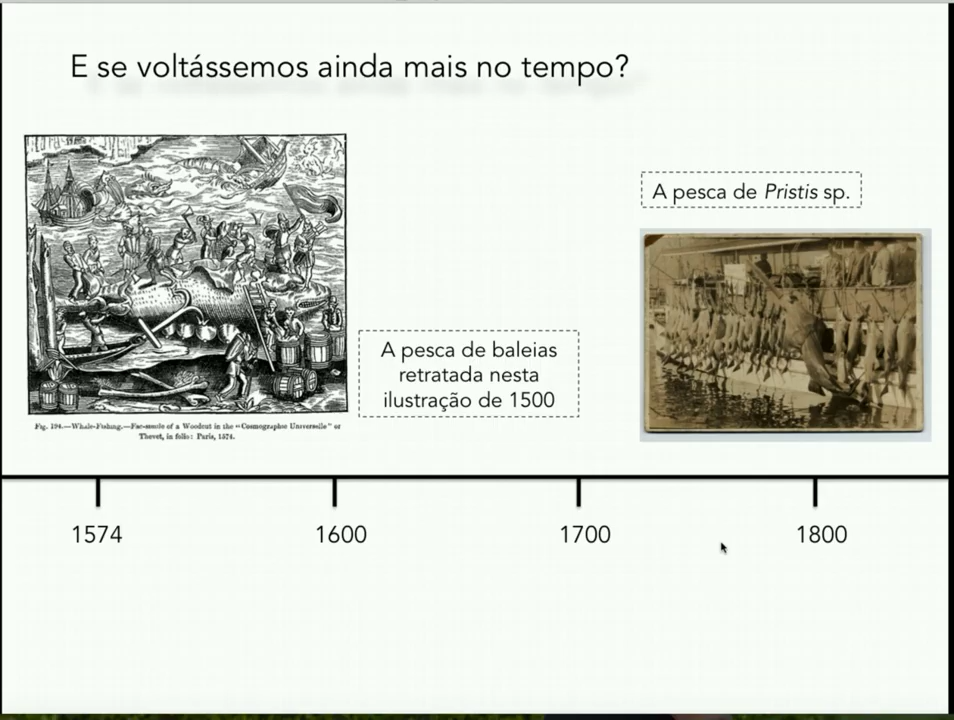 E se voltássemos ainda mais no tempo?
A pesca de Pristis sp.
A pesca de baleias
retratada nesta
ilustração de 1500
Fig. 194.—Whale-Fishing.—Fac-simile of a Woodcut in the "Cosmographie Universelle" of
Thevet, in folio: Paris, 1574.
1574
1600
1700
1800